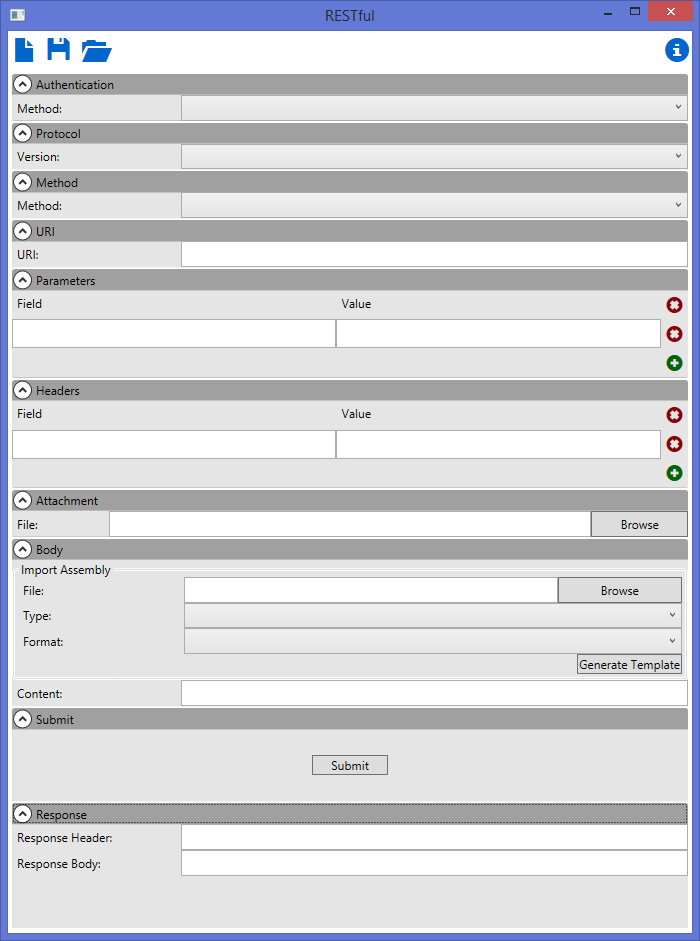 RESTful
Authentication
Method:
Protocol
Version:
Method
Method:
URI
URI:
Parameters
Field Value
Headers
Field Value
Attachment
File: Browse
Body
Import Assembly
File: Browse
Type:
Format:
Generate Template
Content:
Submit
Submit
Response
Response Header:
Response Body: